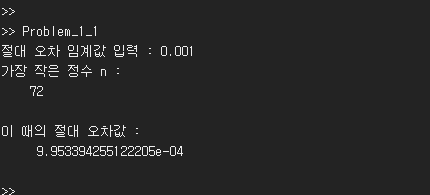 >>
>> Problem_1_1
절대 오차 임계값 입력 : 0.001
가장 작은 정수 n :
72
이 때의 절대 오차값 :
9.953394255122205e-04
>>